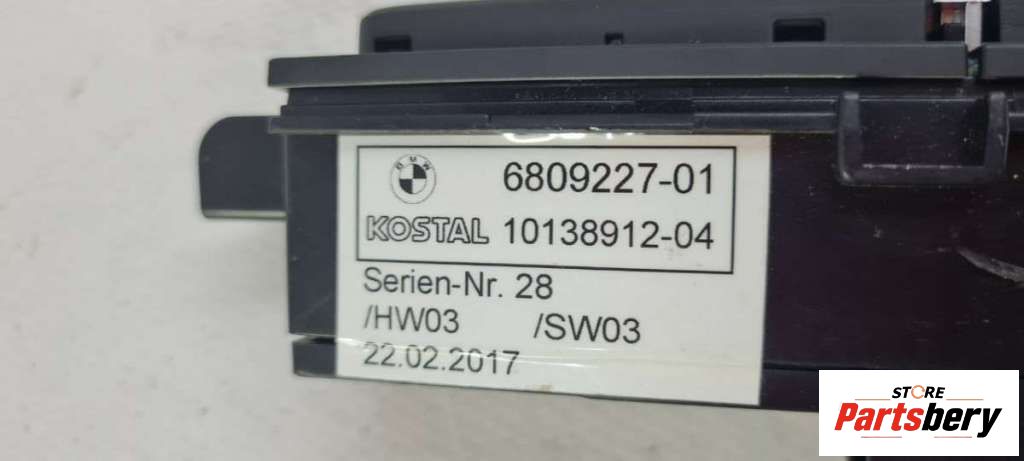 BMW 6809227-01
KOSTAL 10138912-04
Serien-Nr. 28
/HW03 /SW03
22.02.2017
STORE
Partsbery